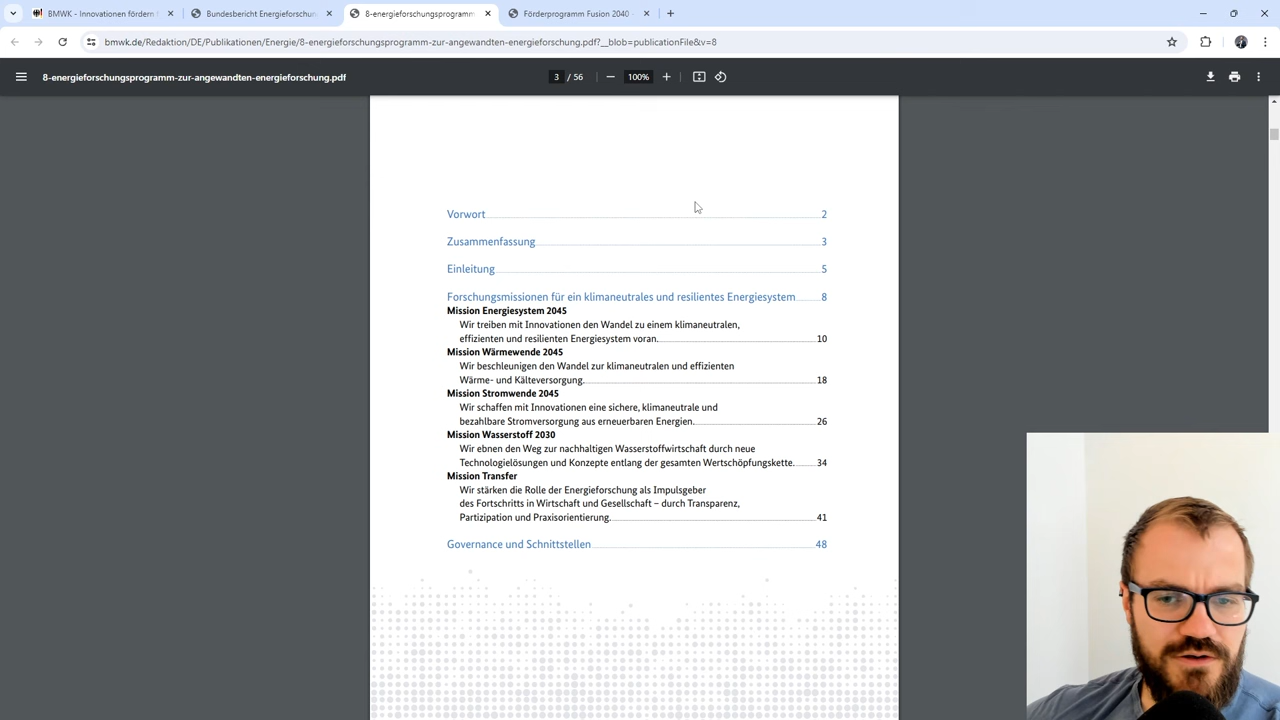 BMWK - Innovationen fördern
Bundesbericht Energieforschun
8-energieforschungsprogramm
Förderprogramm Fusion 2040 -
bmwk.de/Redaktion/DE/Publikationen/Energie/8-energieforschungsprogramm-zur-angewandten-energieforschung.pdf?__blob=publicationFile&v=8
8-energieforschungsprogramm-zur-angewandten-energieforschung.pdf
3 / 56
100%
Vorwort 2
Zusammenfassung 3
Einleitung 5
Forschungsmissionen für ein klimaneutrales und resilientes Energiesystem 8
Mission Energiesystem 2045
Wir treiben mit Innovationen den Wandel zu einem klimaneutralen,
effizienten und resilienten Energiesystem voran. 10
Mission Wärmewende 2045
Wir beschleunigen den Wandel zur klimaneutralen und effizienten
Wärme- und Kälteversorgung. 18
Mission Stromwende 2045
Wir schaffen mit Innovationen eine sichere, klimaneutrale und
bezahlbare Stromversorgung aus erneuerbaren Energien. 26
Mission Wasserstoff 2030
Wir ebnen den Weg zur nachhaltigen Wasserstoffwirtschaft durch neue
Technologielösungen und Konzepte entlang der gesamten Wertschöpfungskette. 34
Mission Transfer
Wir stärken die Rolle der Energieforschung als Impulsgeber
des Fortschritts in Wirtschaft und Gesellschaft – durch Transparenz,
Partizipation und Praxisorientierung. 41
Governance und Schnittstellen 48